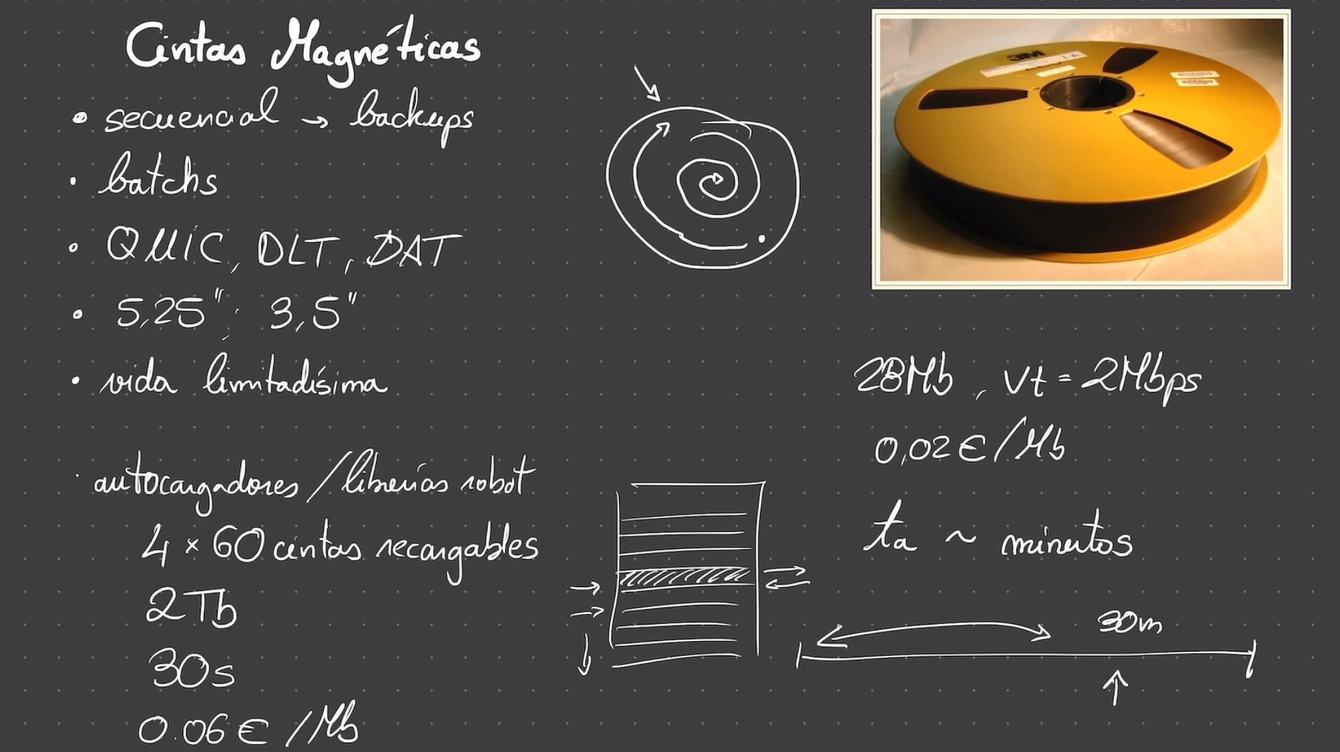 Cintas Magnéticas
• secuencial → backups
• batchs
• QUIC, DLT, DAT
• 5,25" ; 3,5"
• vida limitadísima
• autocargadores / librerías robot
4 × 60 cintas recargables
2Tb
30s
0.06€ / Mb
3M
28Mb, Vt = 2Mbps
0,02€/Mb
ta ~ minutos
30m